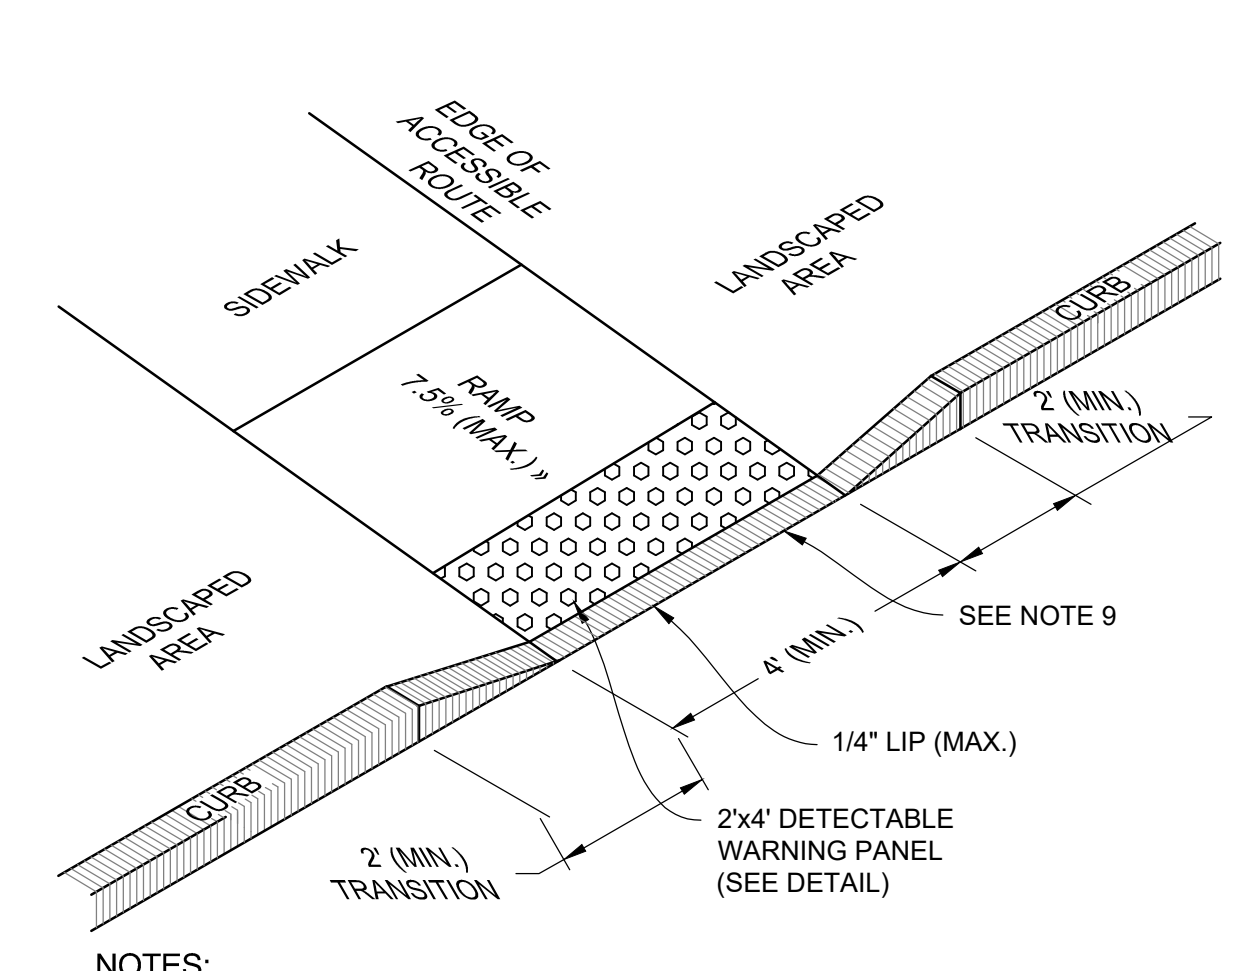 EDGE OF
ACCESSIBLE
ROUTE
SIDEWALK
LANDSCAPED
AREA
CURB
RAMP
7.5% (MAX.) »
2' (MIN.)
TRANSITION
LANDSCAPED
AREA
SEE NOTE 9
4' (MIN.)
1/4" LIP (MAX.)
CURB
2'x4' DETECTABLE
WARNING PANEL
(SEE DETAIL)
2' (MIN.)
TRANSITION
NOTES: